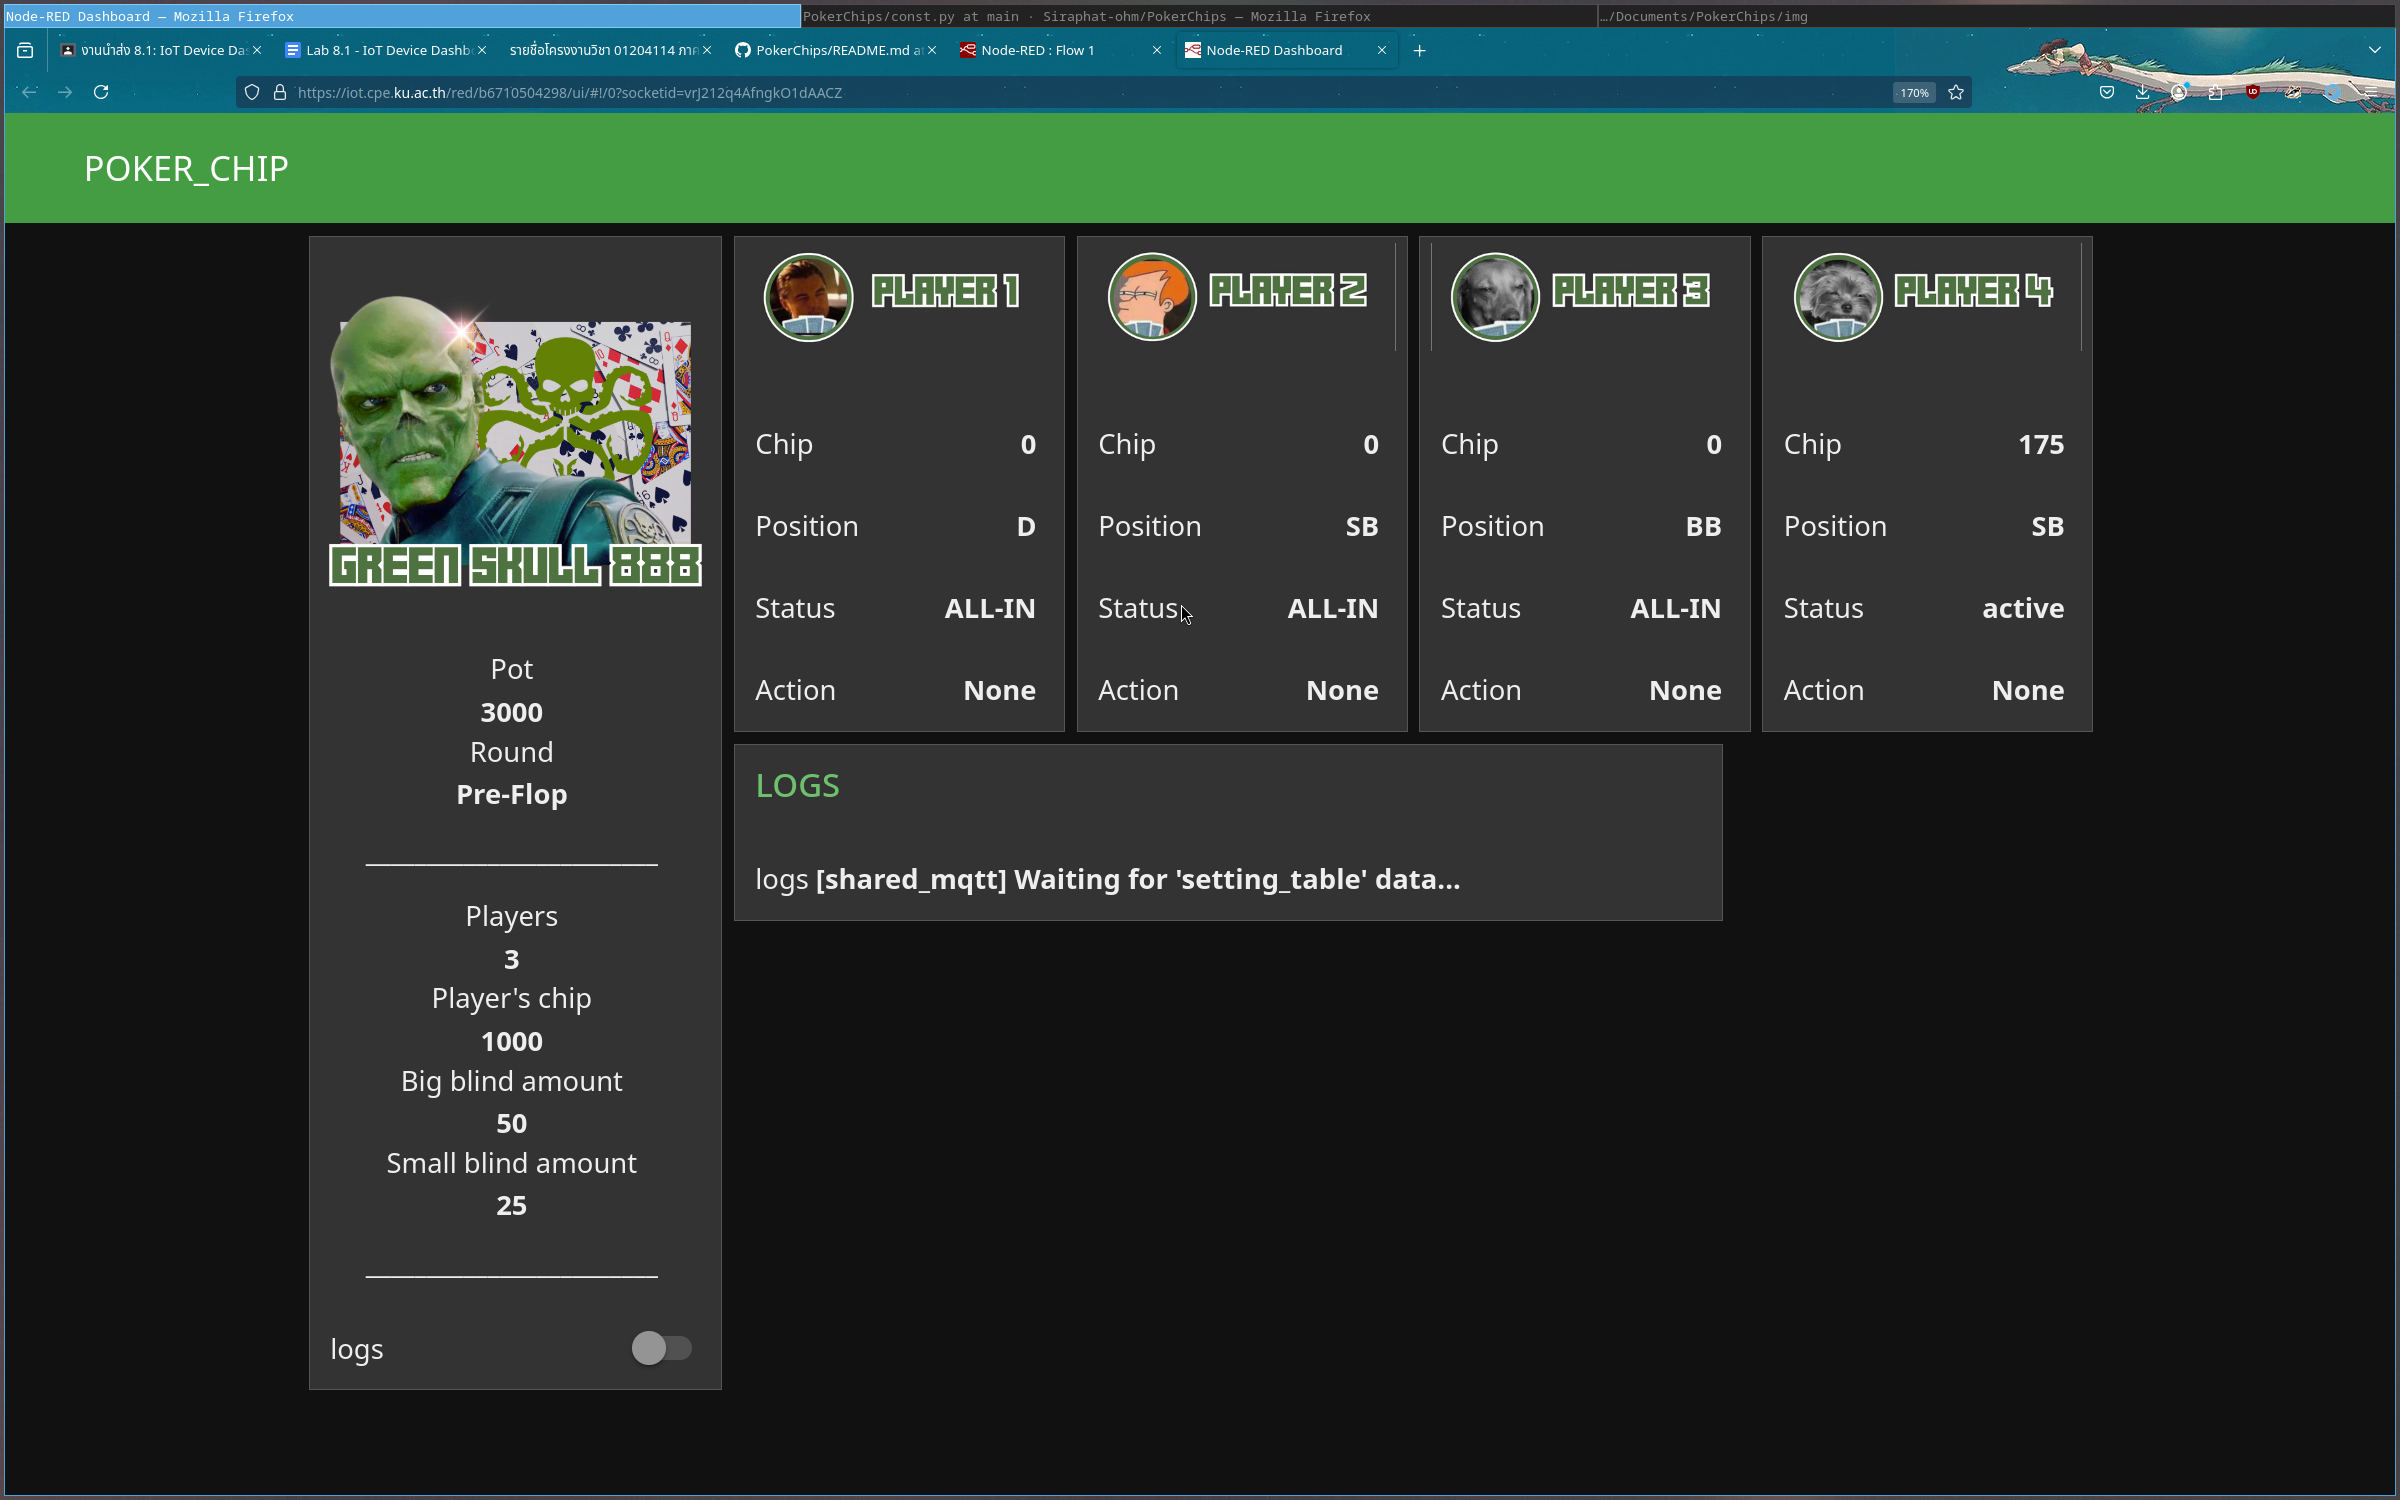 Node-RED Dashboard — Mozilla Firefox
PokerChips/const.py at main · Siraphat-ohm/PokerChips — Mozilla Firefox
…/Documents/PokerChips/img
งานนำส่ง 8.1: IoT Device Das
Lab 8.1 - IoT Device Dashb
รายชื่อโครงงานวิชา 01204114 ภาค
PokerChips/README.md a
Node-RED : Flow 1
Node-RED Dashboard
https://iot.cpe.ku.ac.th/red/b6710504298/ui/#!/0?socketid=vrJ212q4AfngkO1dAACZ
170%
POKER_CHIP
GREEN SKULL 888
Pot
3000
Round
Pre-Flop
Players
3
Player's chip
1000
Big blind amount
50
Small blind amount
25
logs
PLAYER 1
Chip 0
Position D
Status ALL-IN
Action None
PLAYER 2
Chip 0
Position SB
Status ALL-IN
Action None
PLAYER 3
Chip 0
Position BB
Status ALL-IN
Action None
PLAYER 4
Chip 175
Position SB
Status active
Action None
LOGS
logs [shared_mqtt] Waiting for 'setting_table' data...